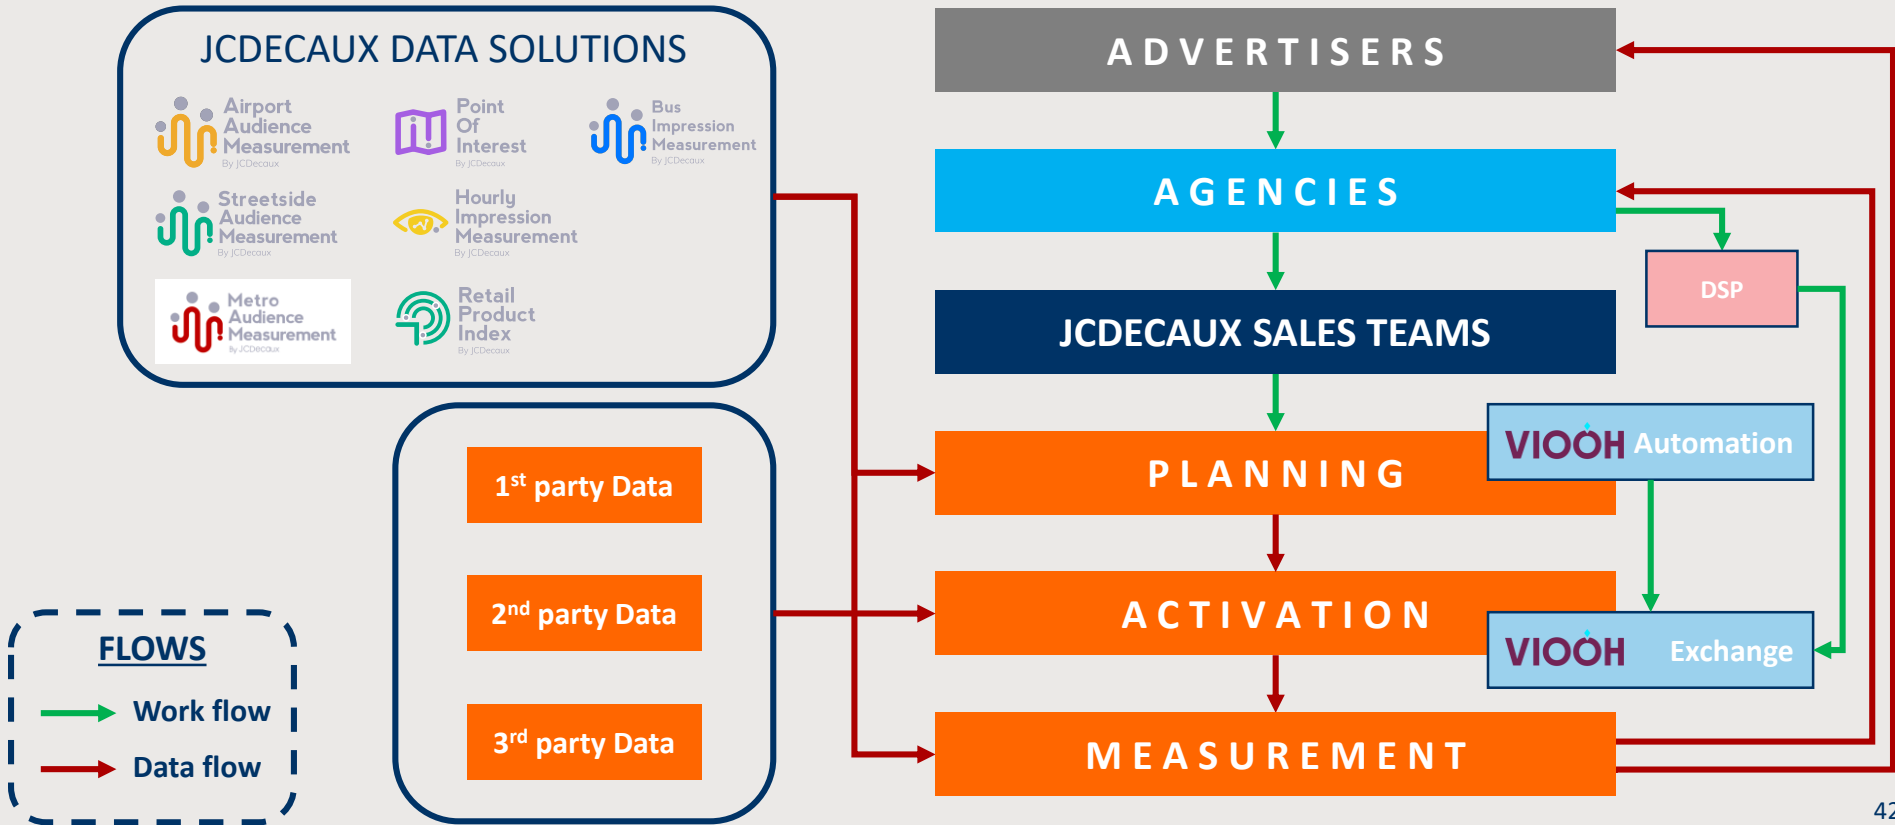 JCDECAUX DATA SOLUTIONS
Airport
Audience
Measurement
By JCDecaux
Point
Of
Interest
By JCDecaux
Bus
Impression
Measurement
By JCDecaux
Streetside
Audience
Measurement
By JCDecaux
Hourly
Impression
Measurement
By JCDecaux
Metro
Audience
Measurement
By JCDecaux
Retail
Product
Index
By JCDecaux
1st party Data
2nd party Data
3rd party Data
FLOWS
Work flow
Data flow
ADVERTISERS
AGENCIES
DSP
JCDECAUX SALES TEAMS
PLANNING
VIOOH Automation
ACTIVATION
VIOOH Exchange
MEASUREMENT
42